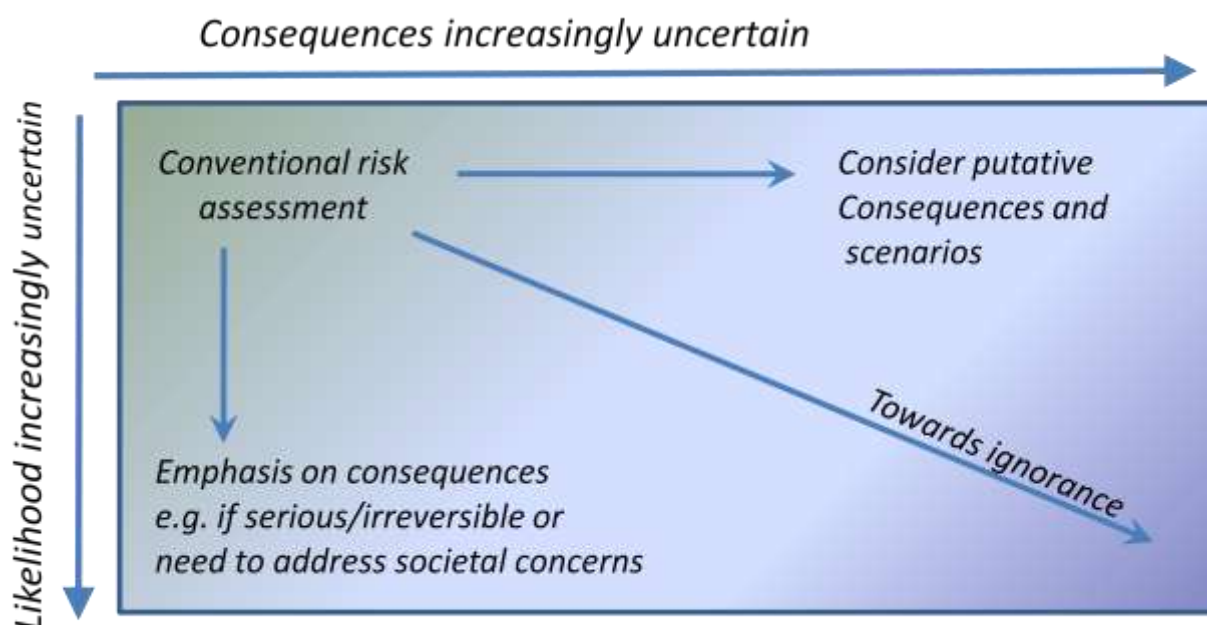 Consequences increasingly uncertain
Likelihood increasingly uncertain
Conventional risk
assessment
Consider putative
Consequences and
scenarios
Towards ignorance
Emphasis on consequences
e.g. if serious/irreversible or
need to address societal concerns